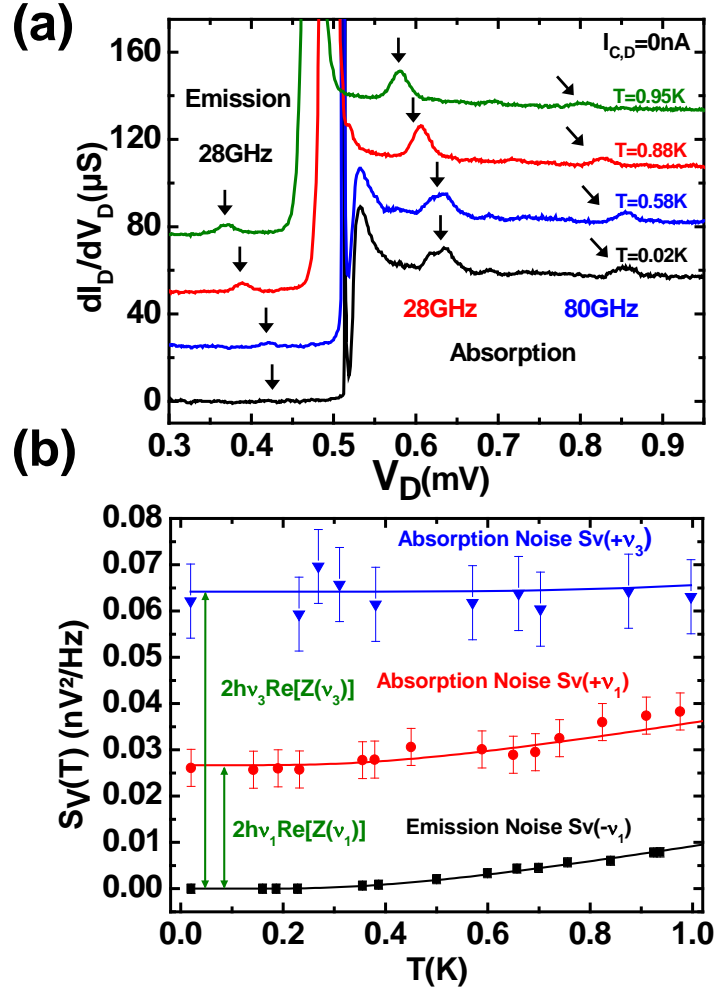 (a)
160
120
80
40
0
dI_D/dV_D(µS)
I_C,D=0nA
Emission
28GHz
T=0.95K
T=0.88K
T=0.58K
T=0.02K
28GHz
80GHz
Absorption
0.3 0.4 0.5 0.6 0.7 0.8 0.9
V_D(mV)
(b)
0.08
0.07
0.06
0.05
0.04
0.03
0.02
0.01
0.00
S_V(T) (nV²/Hz)
Absorption Noise Sv(+ν₃)
2hν₃Re[Z(ν₃)]
Absorption Noise Sv(+ν₁)
2hν₁Re[Z(ν₁)]
Emission Noise Sv(-ν₁)
0.0 0.2 0.4 0.6 0.8 1.0
T(K)